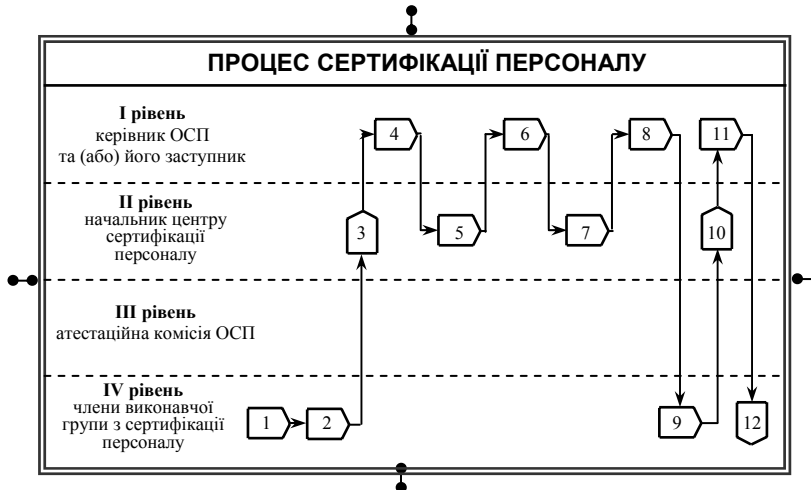 ПРОЦЕС СЕРТИФІКАЦІЇ ПЕРСОНАЛУ
I рівень
керівник ОСП
та (або) його заступник
4
6
8
11
II рівень
начальник центру
сертифікації
персоналу
3
5
7
10
III рівень
атестаційна комісія ОСП
IV рівень
члени виконавчої
групи з сертифікації
персоналу
1
2
9
12